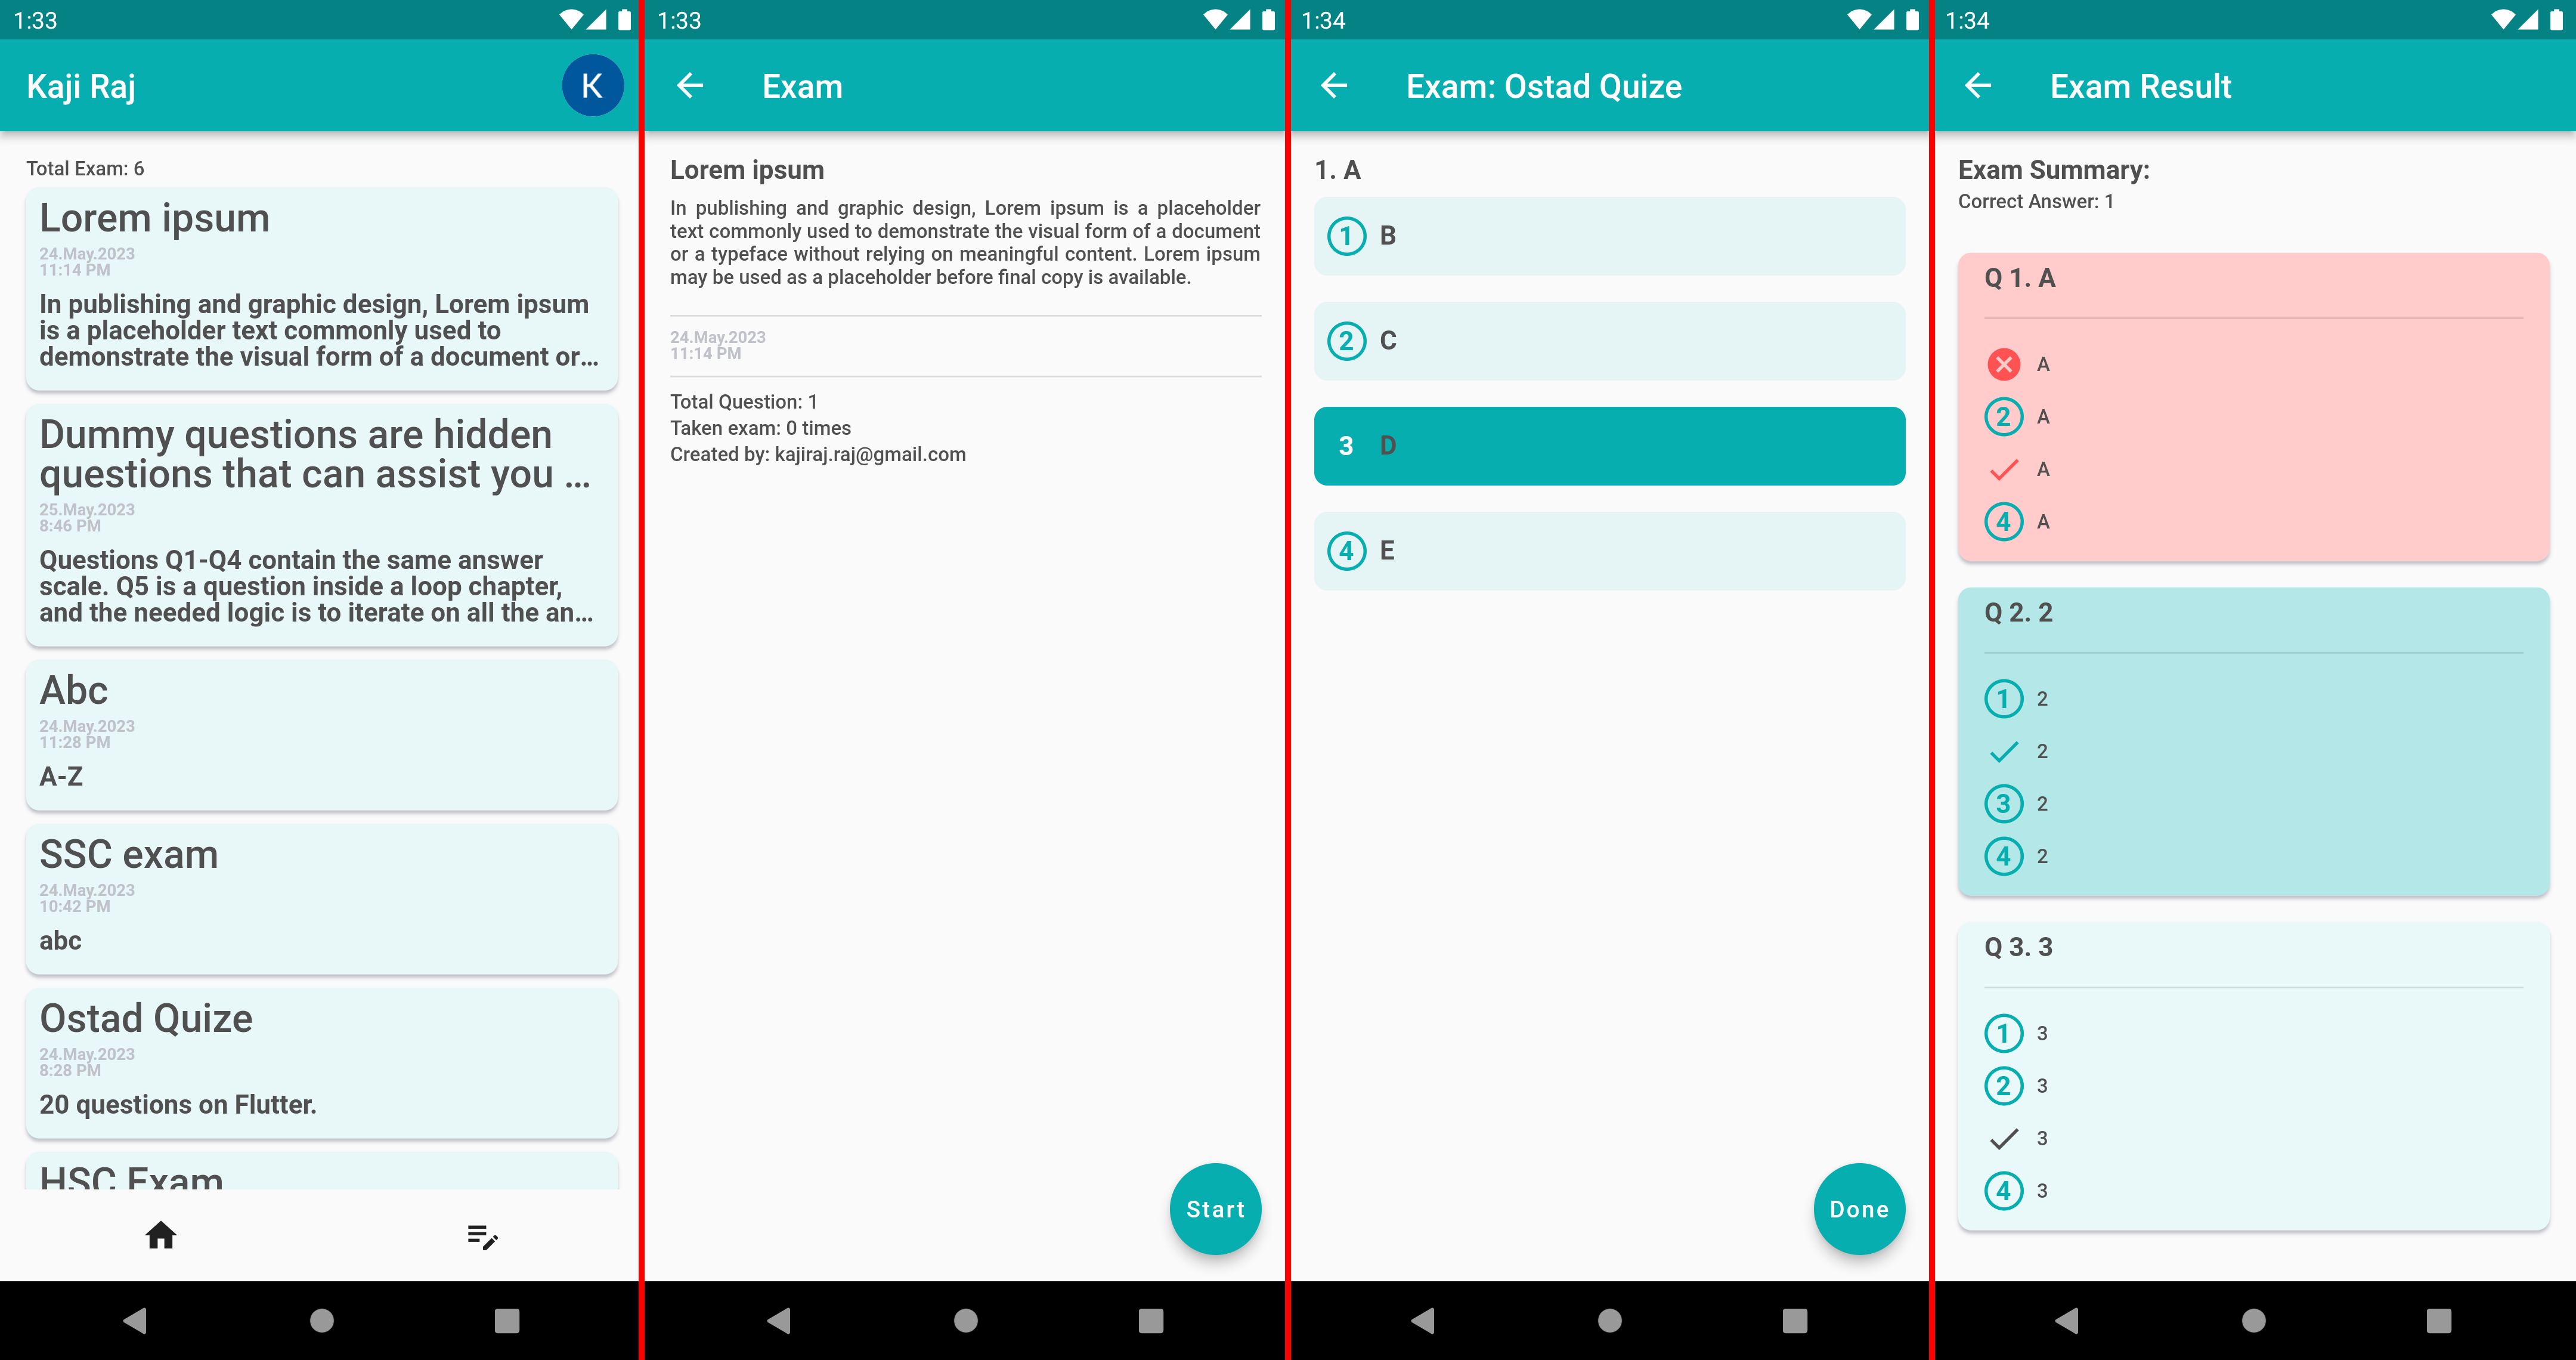 1:33
Kaji Raj
K
Total Exam: 6
Lorem ipsum
24.May.2023
11:14 PM
In publishing and graphic design, Lorem ipsum
is a placeholder text commonly used to
demonstrate the visual form of a document or...
Dummy questions are hidden
questions that can assist you ...
25.May.2023
8:46 PM
Questions Q1-Q4 contain the same answer
scale. Q5 is a question inside a loop chapter,
and the needed logic is to iterate on all the an...
Abc
24.May.2023
11:28 PM
A-Z
SSC exam
24.May.2023
10:42 PM
abc
Ostad Quize
24.May.2023
8:28 PM
20 questions on Flutter.
HSC Exam
1:33
Exam
Lorem ipsum
In publishing and graphic design, Lorem ipsum is a placeholder
text commonly used to demonstrate the visual form of a document
or a typeface without relying on meaningful content. Lorem ipsum
may be used as a placeholder before final copy is available.
24.May.2023
11:14 PM
Total Question: 1
Taken exam: 0 times
Created by: kajiraj.raj@gmail.com
Start
1:34
Exam: Ostad Quize
1. A
1 B
2 C
3 D
4 E
Done
1:34
Exam Result
Exam Summary:
Correct Answer: 1
Q 1. A
A
2 A
A
4 A
Q 2. 2
1 2
2
3 2
4 2
Q 3. 3
1 3
2 3
3
4 3